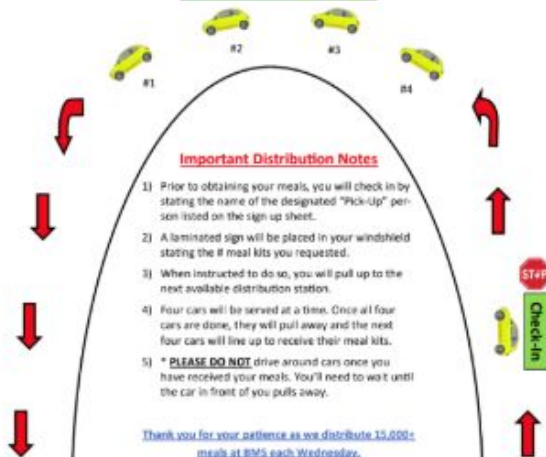 #1
#2
#3
#4
Important Distribution Notes
1) Prior to obtaining your meals, you will check in by
stating the name of the designated "Pick-Up" per-
son listed on the sign up sheet.
2) A laminated sign will be placed in your windshield
stating the # meal kits you requested.
3) When instructed to do so, you will pull up to the
next available distribution station.
4) Four cars will be served at a time. Once all four
cars are done, they will pull away and the next
four cars will line up to receive their meal kits.
5) * PLEASE DO NOT drive around cars once you
have received your meals. You'll need to wait until
the car in front of you pulls away.
Thank you for your patience as we distribute 15,000+
meals at BMS each Wednesday.
STOP
Check-In